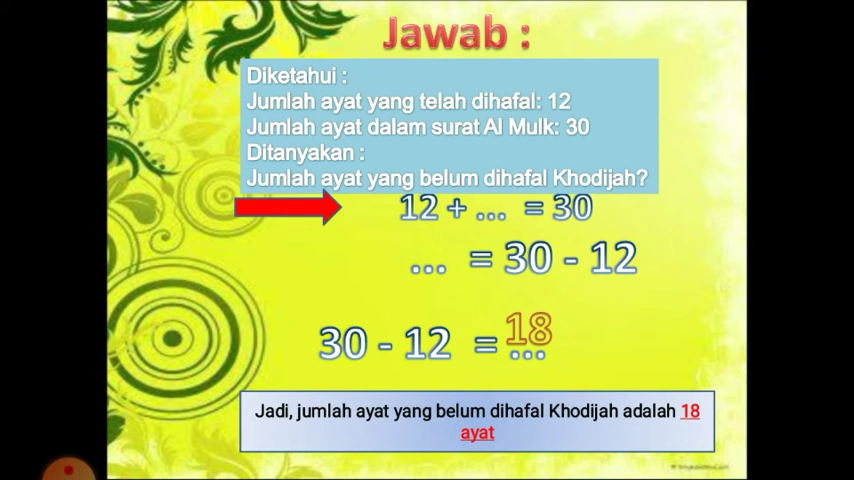 Jawab :
Diketahui :
Jumlah ayat yang telah dihafal: 12
Jumlah ayat dalam surat Al Mulk: 30
Ditanyakan :
Jumlah ayat yang belum dihafal Khodijah?
12 + ... = 30
... = 30 - 12
30 - 12 = ... 18
Jadi, jumlah ayat yang belum dihafal Khodijah adalah 18
ayat